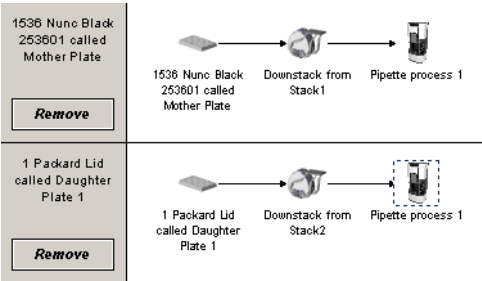 1536 Nunc Black
253601 called
Mother Plate
Remove
1536 Nunc Black
253601 called
Mother Plate
Downstack from
Stack1
Pipette process 1
1 Packard Lid
called Daughter
Plate 1
Remove
1 Packard Lid
called Daughter
Plate 1
Downstack from
Stack2
Pipette process 1